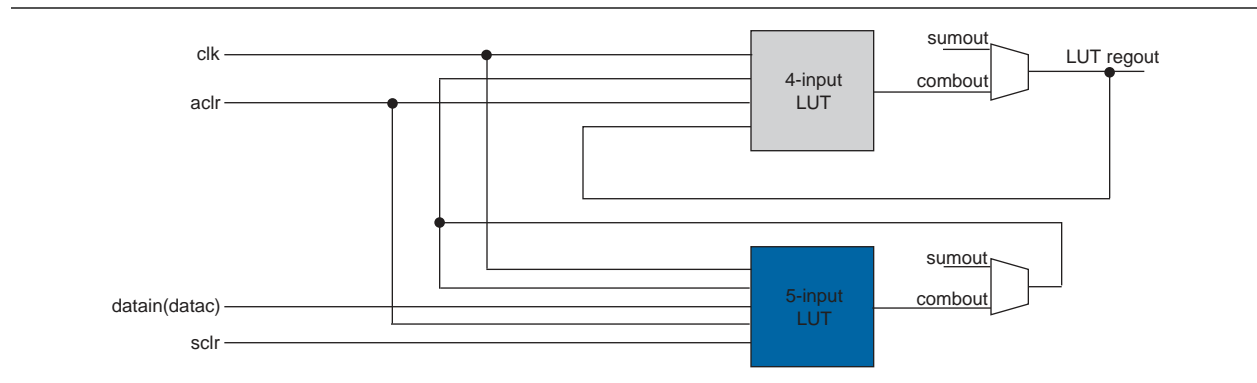 clk
aclr
4-input
LUT
sumout
combout
LUT regout
datain(datac)
sclr
5-input
LUT
sumout
combout